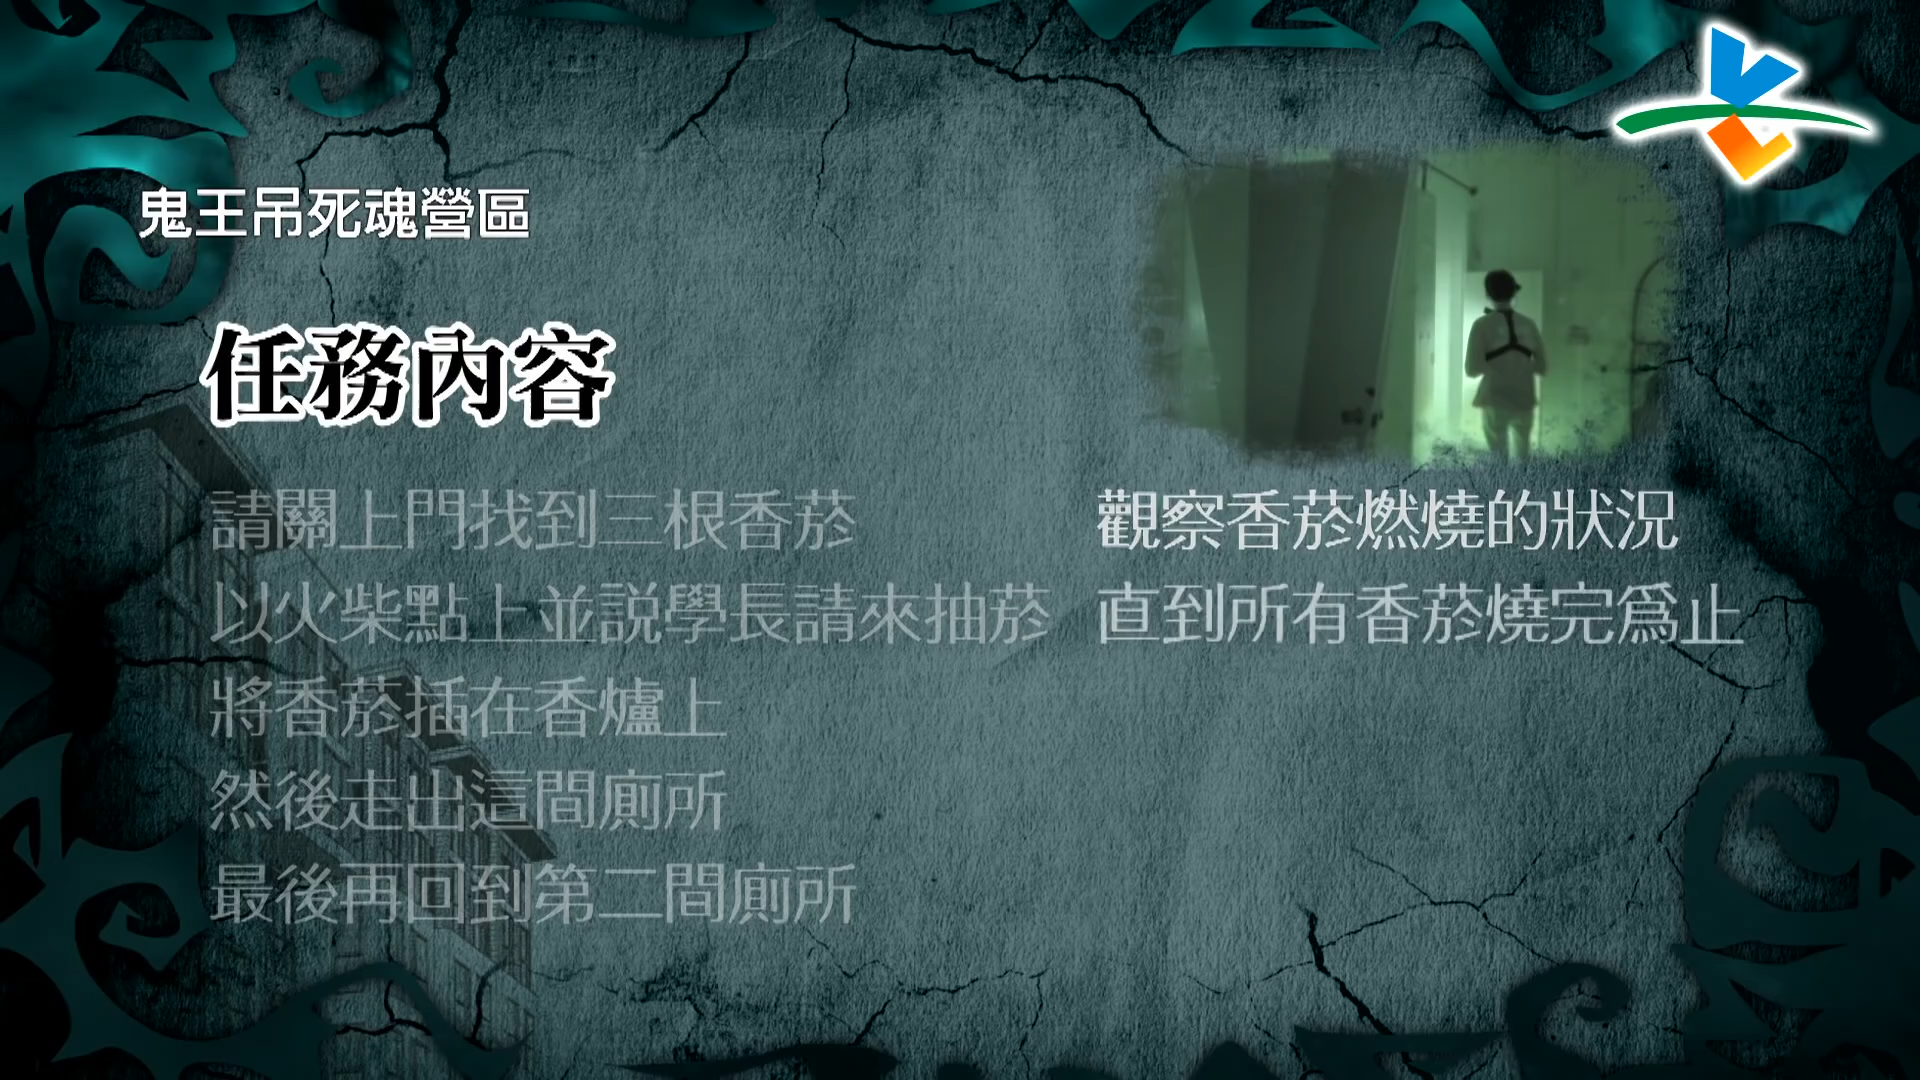 鬼王吊死魂營區
任務內容
請關上門找到三根香菸
以火柴點上並説學長請來抽菸
將香菸插在香爐上
然後走出這間廁所
最後再回到第二間廁所
觀察香菸燃燒的狀況
直到所有香菸燒完爲止